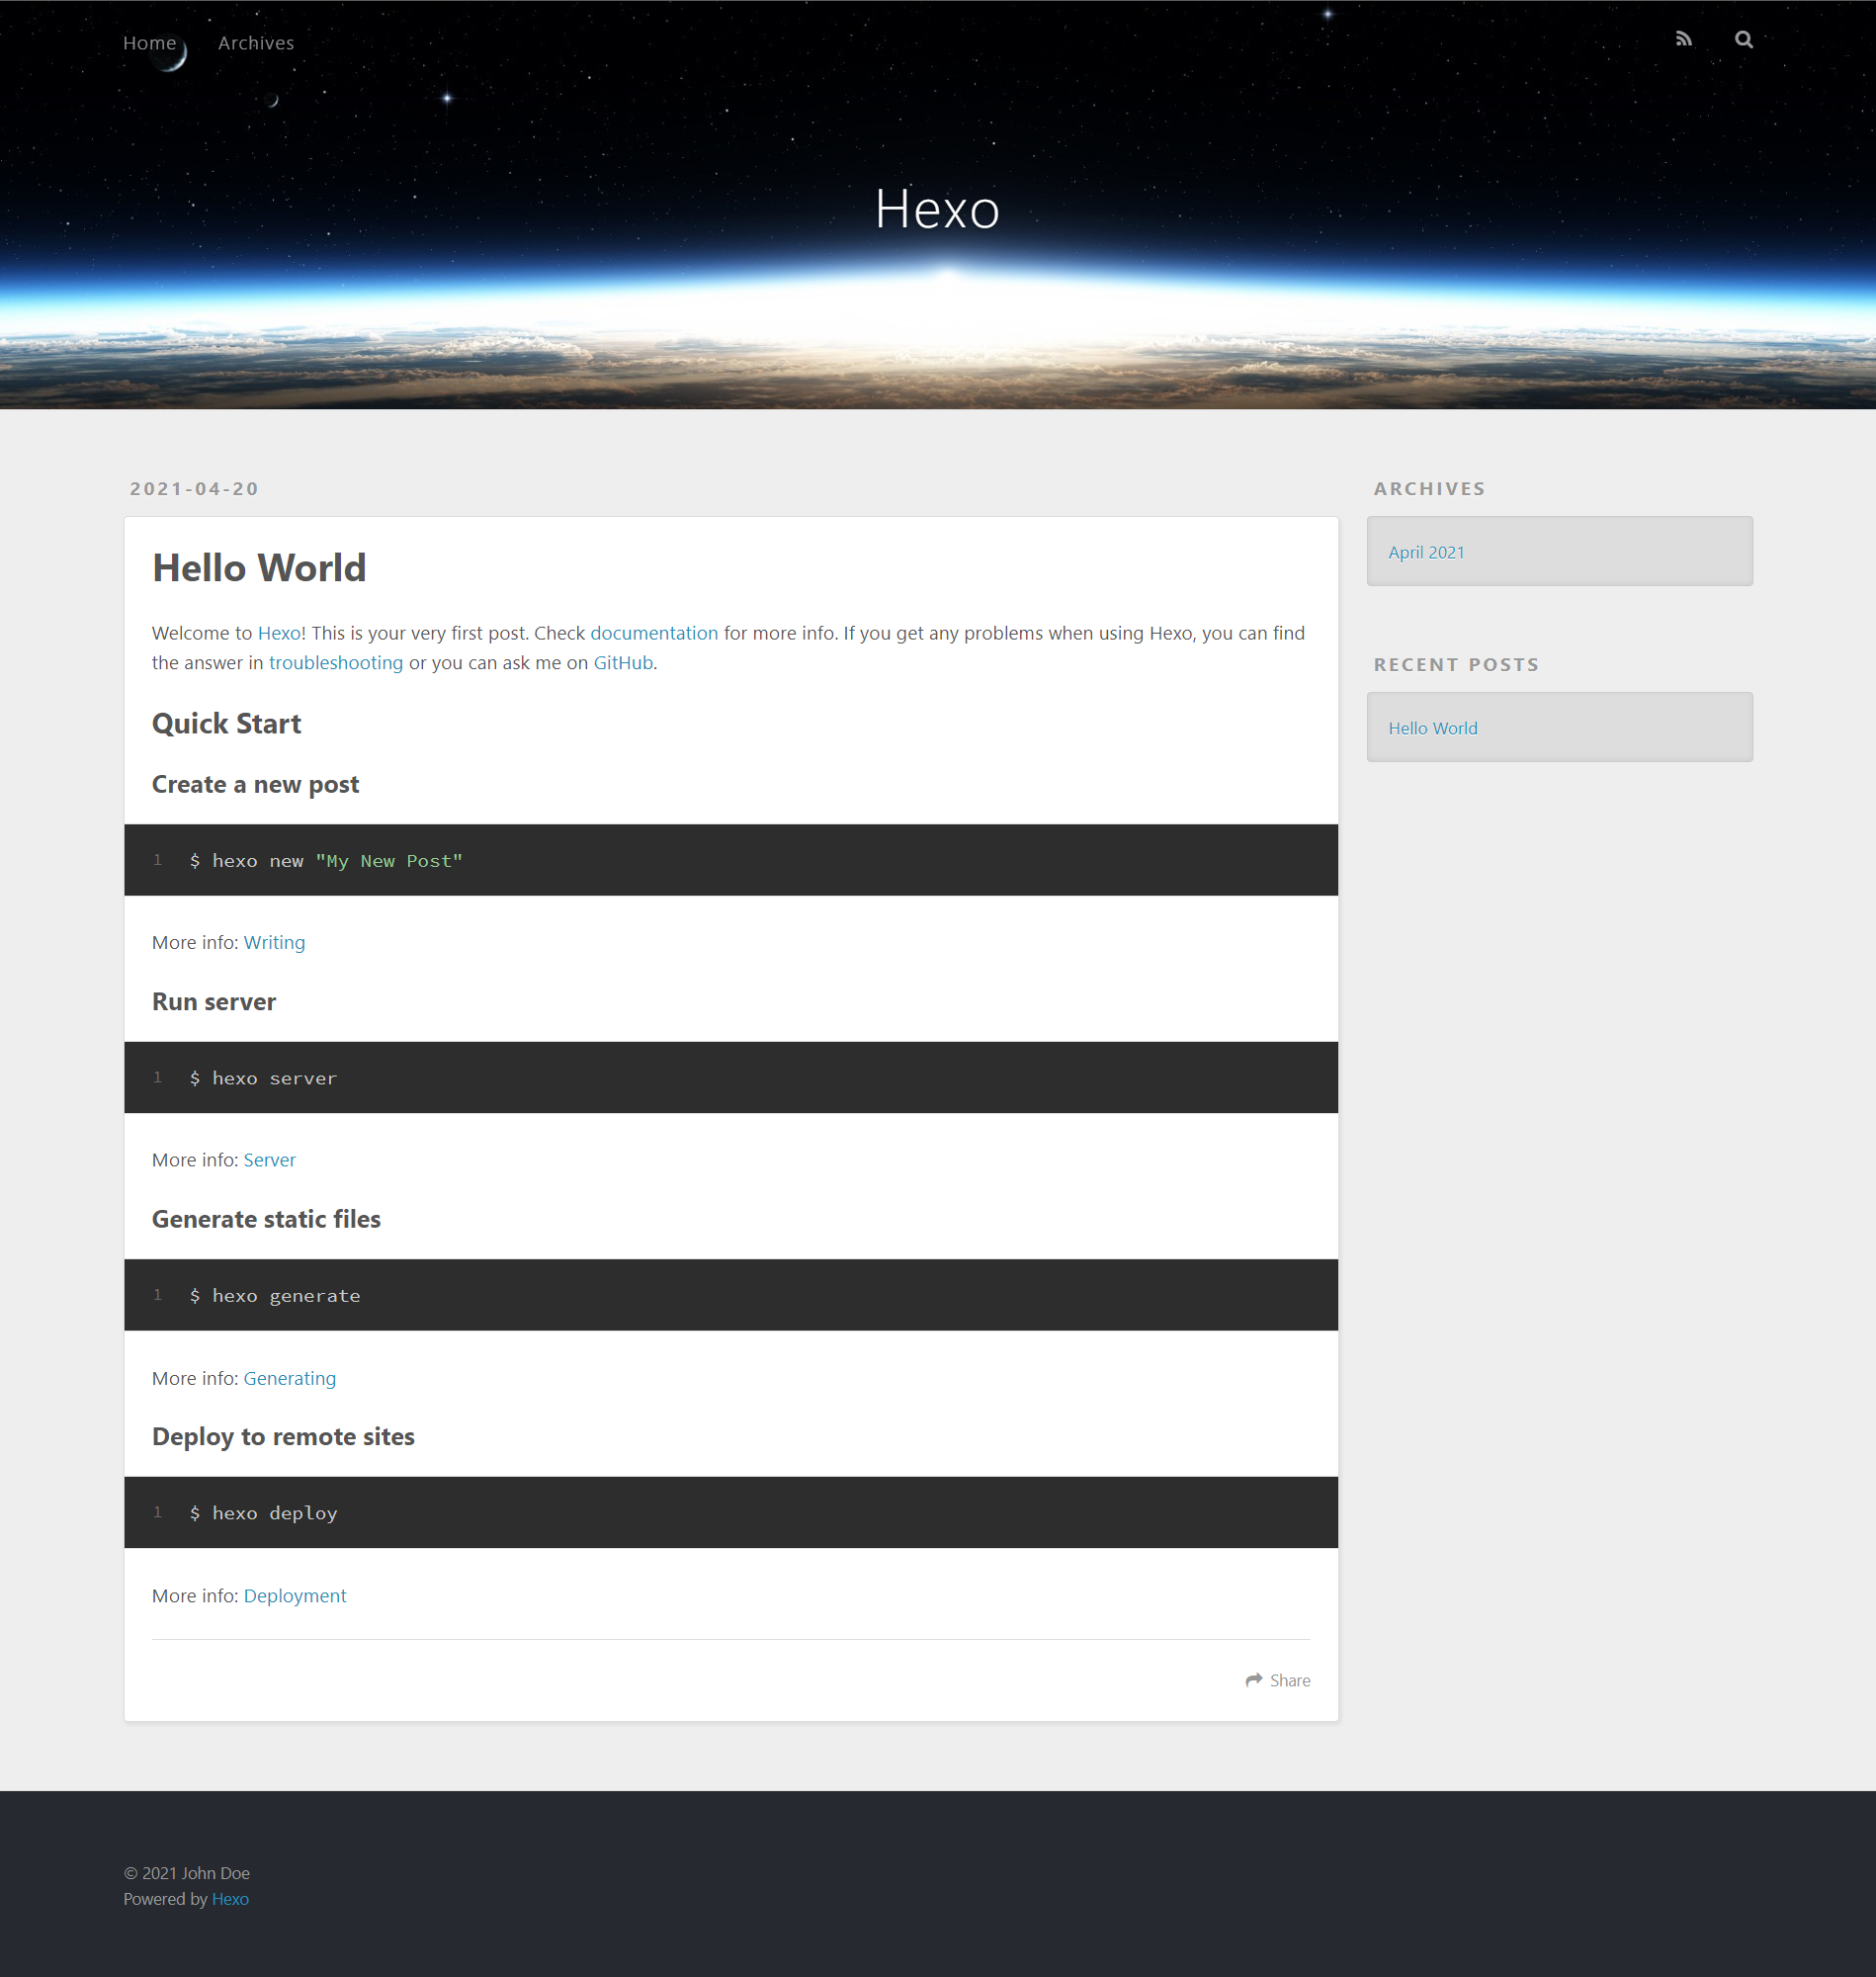 Home Archives
Hexo
2021-04-20
Hello World
Welcome to Hexo! This is your very first post. Check documentation for more info. If you get any problems when using Hexo, you can find
the answer in troubleshooting or you can ask me on GitHub.
Quick Start
Create a new post
1 $ hexo new "My New Post"
More info: Writing
Run server
1 $ hexo server
More info: Server
Generate static files
1 $ hexo generate
More info: Generating
Deploy to remote sites
1 $ hexo deploy
More info: Deployment
Share
ARCHIVES
April 2021
RECENT POSTS
Hello World
© 2021 John Doe
Powered by Hexo